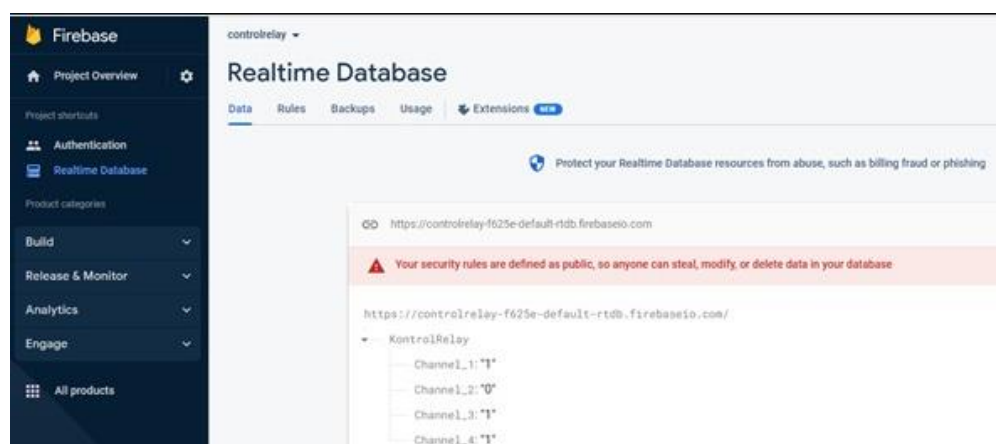 Firebase
Project Overview
Project shortcuts
Authentication
Realtime Database
Product categories
Build
Release & Monitor
Analytics
Engage
All products
controlrelay
Realtime Database
Data Rules Backups Usage Extensions NEW
Protect your Realtime Database resources from abuse, such as billing fraud or phishing
https://controlrelay-f625e-default-rtdb.firebaseio.com
Your security rules are defined as public, so anyone can steal, modify, or delete data in your database
https://controlrelay-f625e-default-rtdb.firebaseio.com/
KontrolRelay
Channel_1:"1"
Channel_2:"0"
Channel_3:"1"
Channel_4:"1"